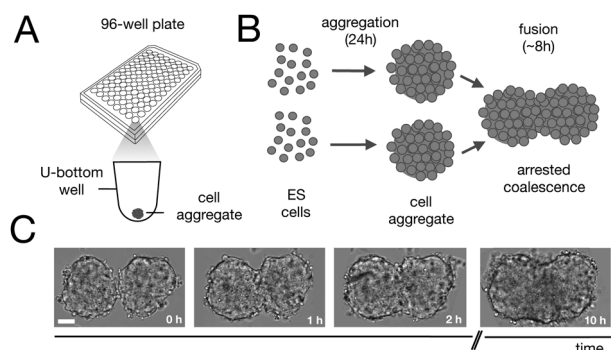 A
96-well plate
U-bottom
well
cell
aggregate
B
aggregation
(24h)
fusion
(~8h)
ES
cells
cell
aggregate
arrested
coalescence
C
0 h
1 h
2 h
10 h
time